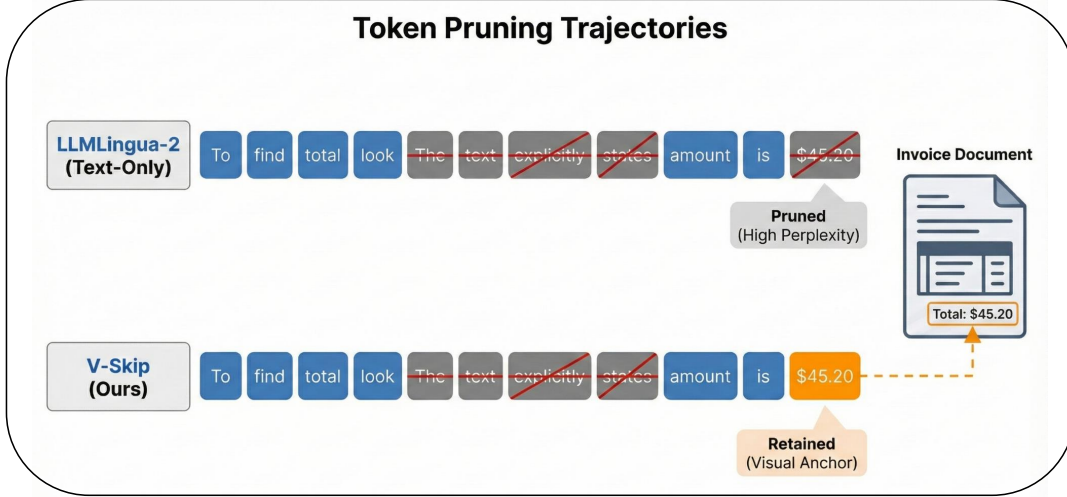 Token Pruning Trajectories
LLMLingua-2
(Text-Only)
To find total look The text explicitly states amount is $45.20
Pruned
(High Perplexity)
Invoice Document
Total: $45.20
V-Skip
(Ours)
To find total look The text explicitly states amount is $45.20
Retained
(Visual Anchor)